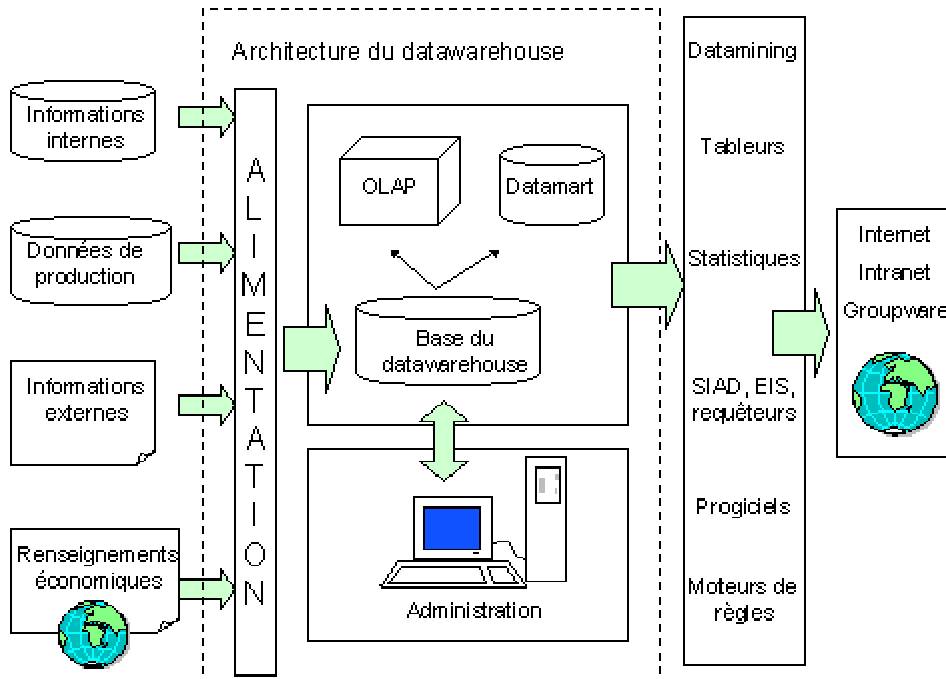 Architecture du datawarehouse
Informations
internes
Données de
production
Informations
externes
Renseignements
économiques
ALIMENTATION
OLAP
Datamart
Base du
datawarehouse
Administration
Datamining
Tableurs
Statistiques
SIAD, EIS,
requêteurs
Progiciels
Moteurs de
règles
Internet
Intranet
Groupware